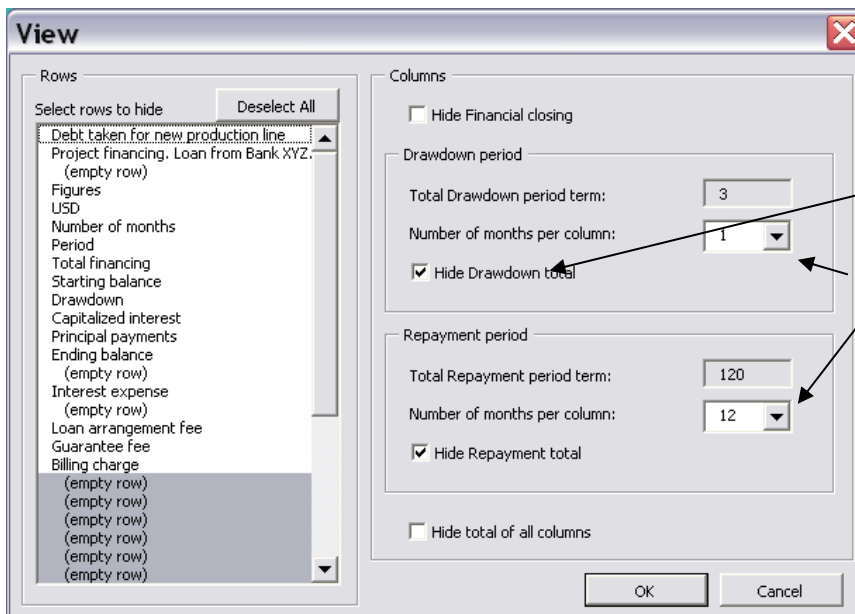 View
Rows
Select rows to hide
Deselect All
Debt taken for new production line
Project financing. Loan from Bank XYZ.
(empty row)
Figures
USD
Number of months
Period
Total financing
Starting balance
Drawdown
Capitalized interest
Principal payments
Ending balance
(empty row)
Interest expense
(empty row)
Loan arrangement fee
Guarantee fee
Billing charge
(empty row)
(empty row)
(empty row)
(empty row)
(empty row)
(empty row)
Columns
Hide Financial closing
Drawdown period
Total Drawdown period term: 3
Number of months per column: 1
Hide Drawdown total
Repayment period
Total Repayment period term: 120
Number of months per column: 12
Hide Repayment total
Hide total of all columns
OK
Cancel